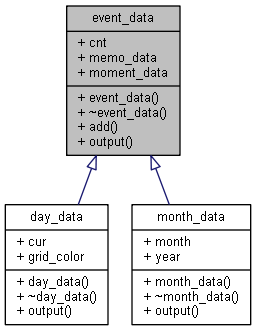 event_data
+ cnt
+ memo_data
+ moment_data
+ event_data()
+ ~event_data()
+ add()
+ output()
day_data
+ cur
+ grid_color
+ day_data()
+ ~day_data()
+ output()
month_data
+ month
+ year
+ month_data()
+ ~month_data()
+ output()